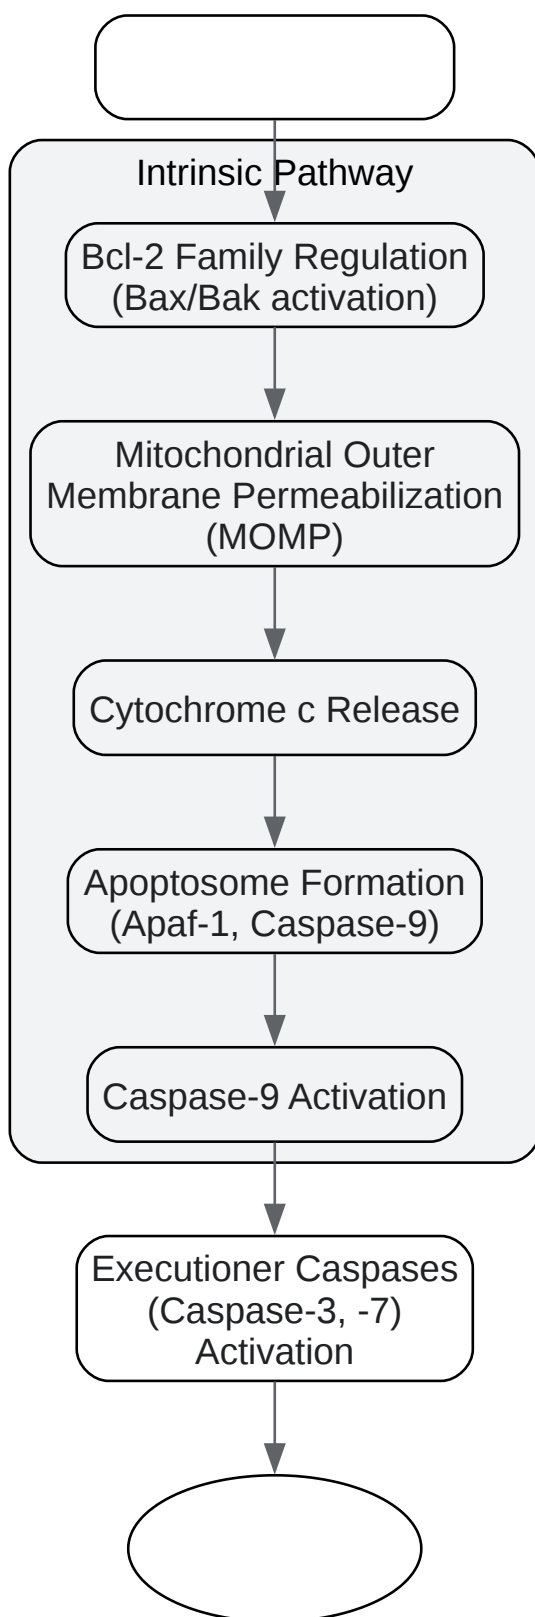 Intrinsic Pathway
Bcl-2 Family Regulation
(Bax/Bak activation)
Mitochondrial Outer
Membrane Permeabilization
(MOMP)
Cytochrome c Release
Apoptosome Formation
(Apaf-1, Caspase-9)
Caspase-9 Activation
Executioner Caspases
(Caspase-3, -7)
Activation